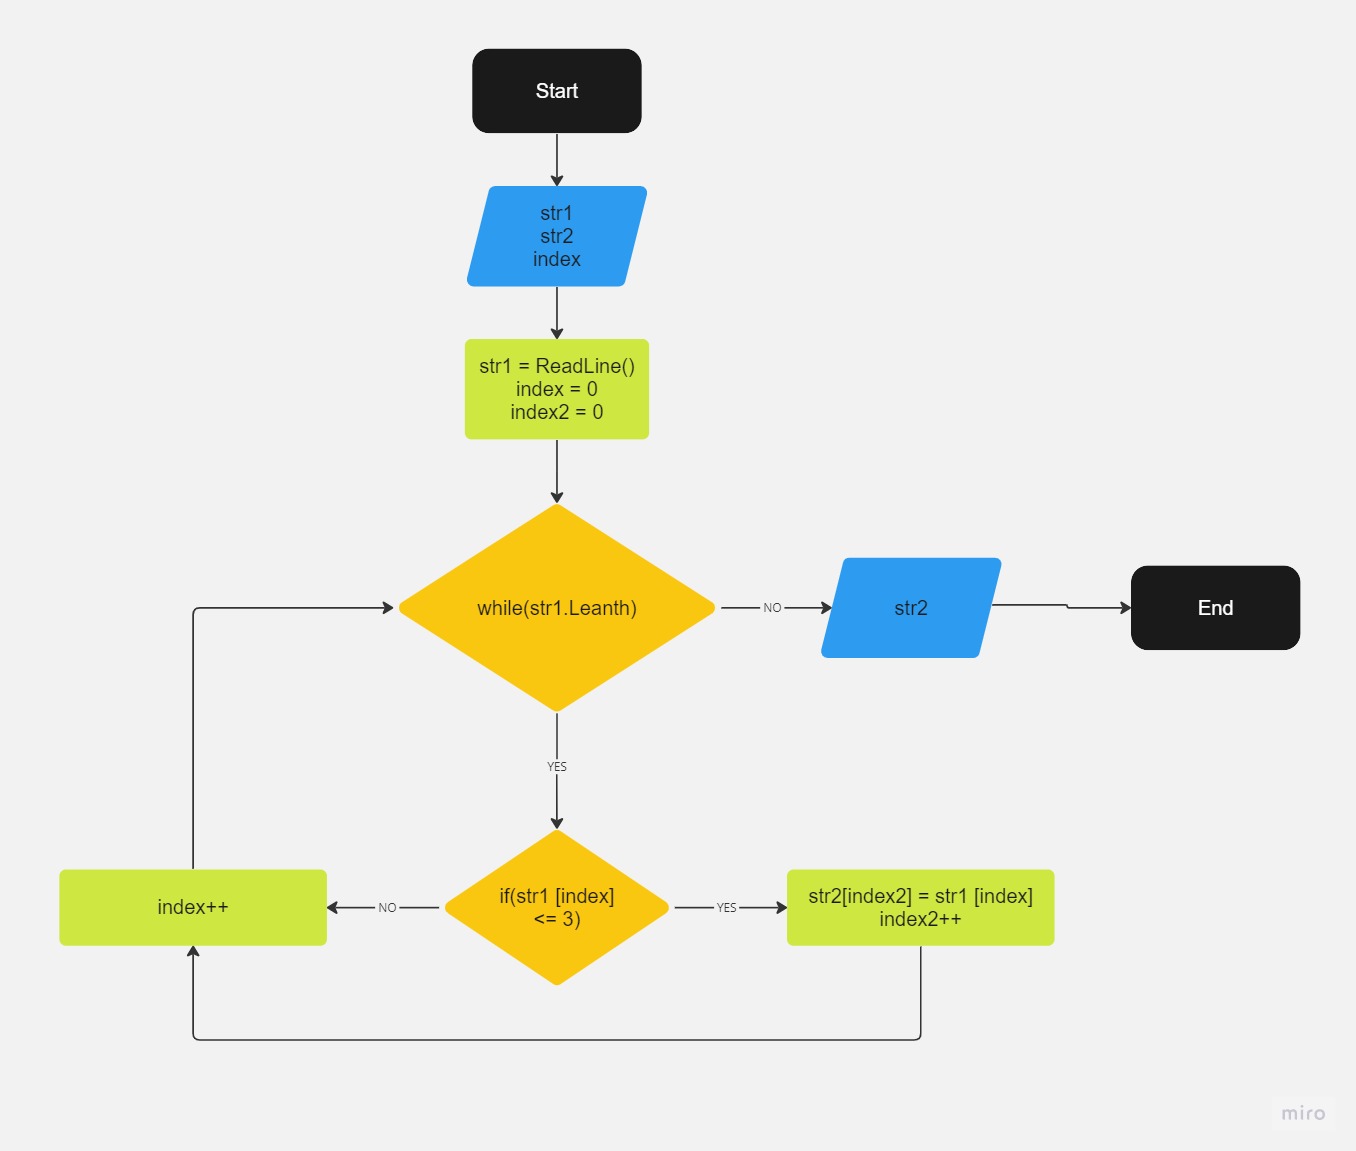 Start
str1
str2
index
str1 = ReadLine()
index = 0
index2 = 0
while(str1.Leanth)
NO
str2
End
YES
index++
NO
if(str1 [index]
<= 3)
YES
str2[index2] = str1 [index]
index2++
miro